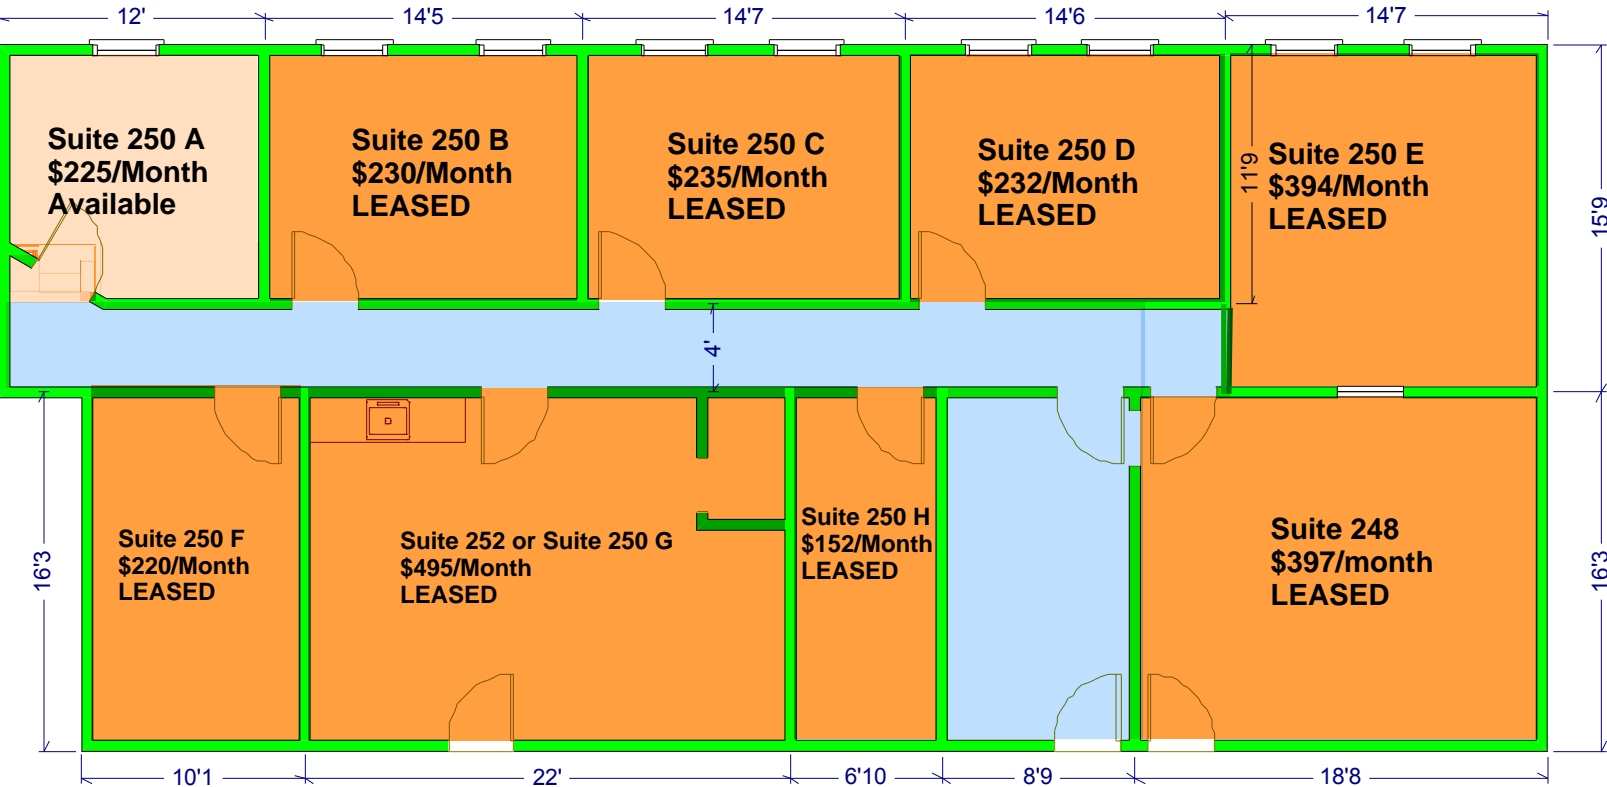 12'
14'5
14'7
14'6
14'7
Suite 250 A
$225/Month
Available
Suite 250 B
$230/Month
LEASED
Suite 250 C
$235/Month
LEASED
Suite 250 D
$232/Month
LEASED
11'9
Suite 250 E
$394/Month
LEASED
15'9
4'
16'3
Suite 250 F
$220/Month
LEASED
Suite 252 or Suite 250 G
$495/Month
LEASED
Suite 250 H
$152/Month
LEASED
Suite 248
$397/month
LEASED
16'3
10'1
22'
6'10
8'9
18'8